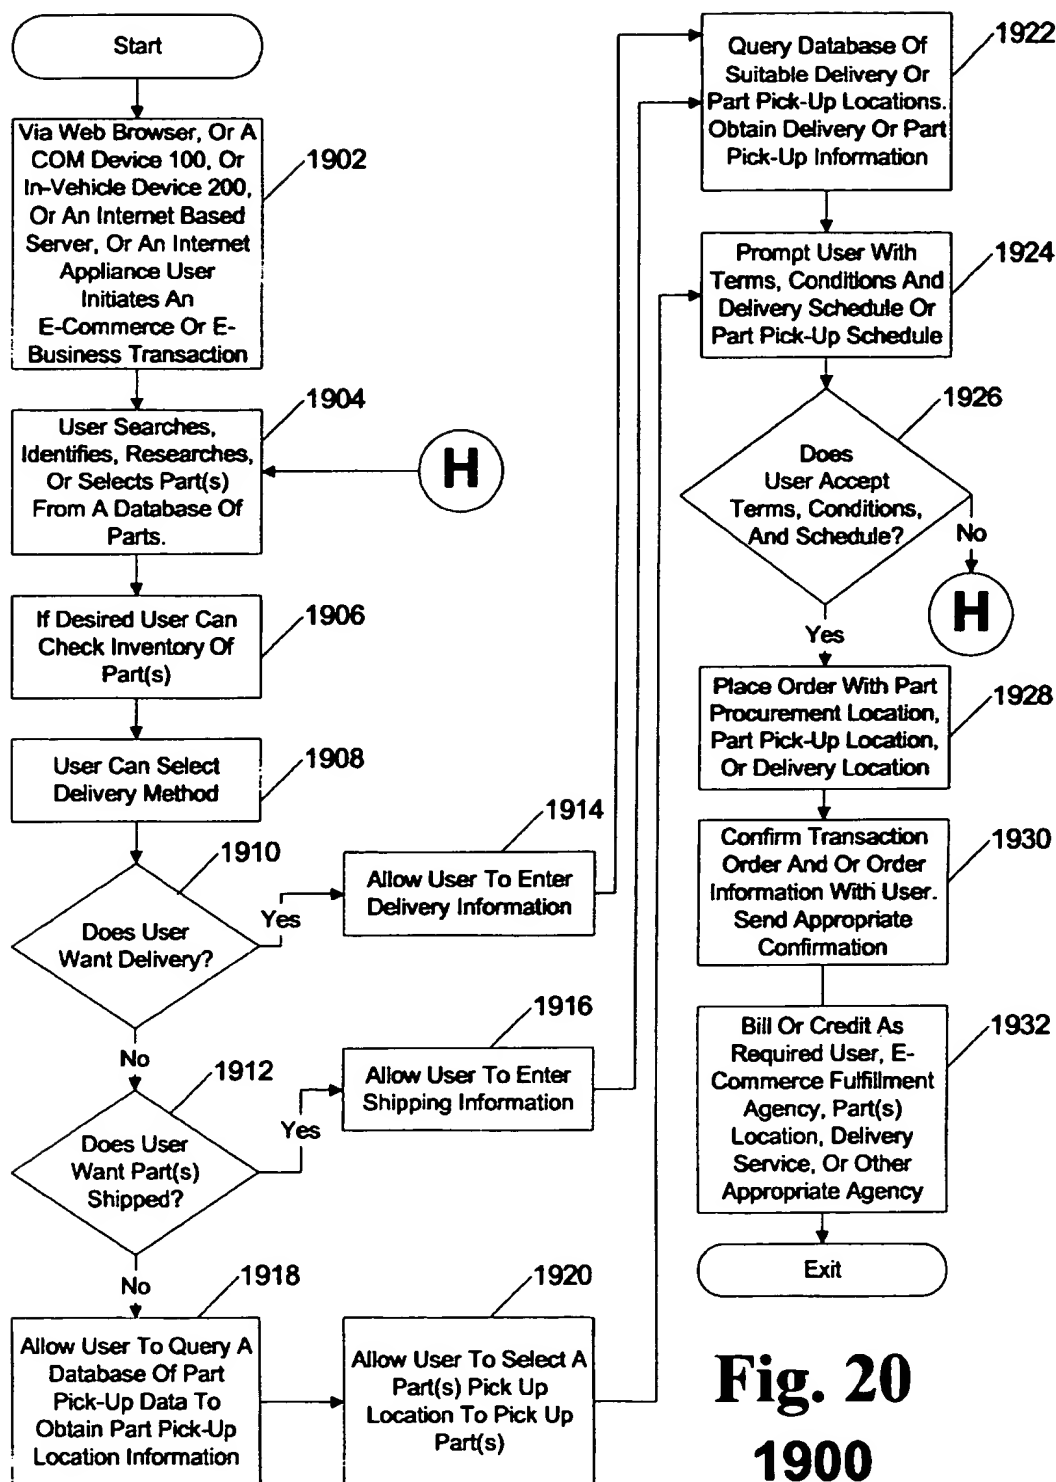 Start
Via Web Browser, Or A
COM Device 100, Or
In-Vehicle Device 200,
Or An Internet Based
Server, Or An Internet
Appliance User
Initiates An
E-Commerce Or E-
Business Transaction
1902
User Searches,
Identifies, Researches,
Or Selects Part(s)
From A Database Of
Parts.
1904
H
If Desired User Can
Check Inventory Of
Part(s)
1906
User Can Select
Delivery Method
1908
Does User
Want Delivery?
1910
Yes
No
Allow User To Enter
Delivery Information
1914
Does User
Want Part(s)
Shipped?
1912
Yes
No
Allow User To Enter
Shipping Information
1916
Allow User To Query A
Database Of Part
Pick-Up Data To
Obtain Part Pick-Up
Location Information
1918
Allow User To Select A
Part(s) Pick Up
Location To Pick Up
Part(s)
1920
Query Database Of
Suitable Delivery Or
Part Pick-Up Locations.
Obtain Delivery Or Part
Pick-Up Information
1922
Prompt User With
Terms, Conditions And
Delivery Schedule Or
Part Pick-Up Schedule
1924
Does
User Accept
Terms, Conditions,
And Schedule?
1926
No
H
Yes
Place Order With Part
Procurement Location,
Part Pick-Up Location,
Or Delivery Location
1928
Confirm Transaction
Order And Or Order
Information With User.
Send Appropriate
Confirmation
1930
Bill Or Credit As
Required User, E-
Commerce Fulfillment
Agency, Part(s)
Location, Delivery
Service, Or Other
Appropriate Agency
1932
Exit
Fig. 20
1900